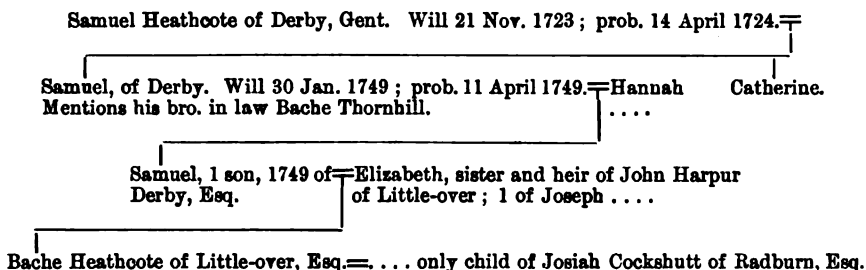 Samuel Heathcote of Derby, Gent. Will 21 Nov. 1723 ; prob. 14 April 1724.
Samuel, of Derby. Will 30 Jan. 1749 ; prob. 11 April 1749. Hannah Catherine.
Mentions his bro. in law Bache Thornhill. ....
Samuel, 1 son, 1749 of Elizabeth, sister and heir of John Harpur
Derby, Esq. of Little-over ; 1 of Joseph ....
Bache Heathcote of Little-over, Esq. .... only child of Josiah Cockshutt of Radburn, Esq.